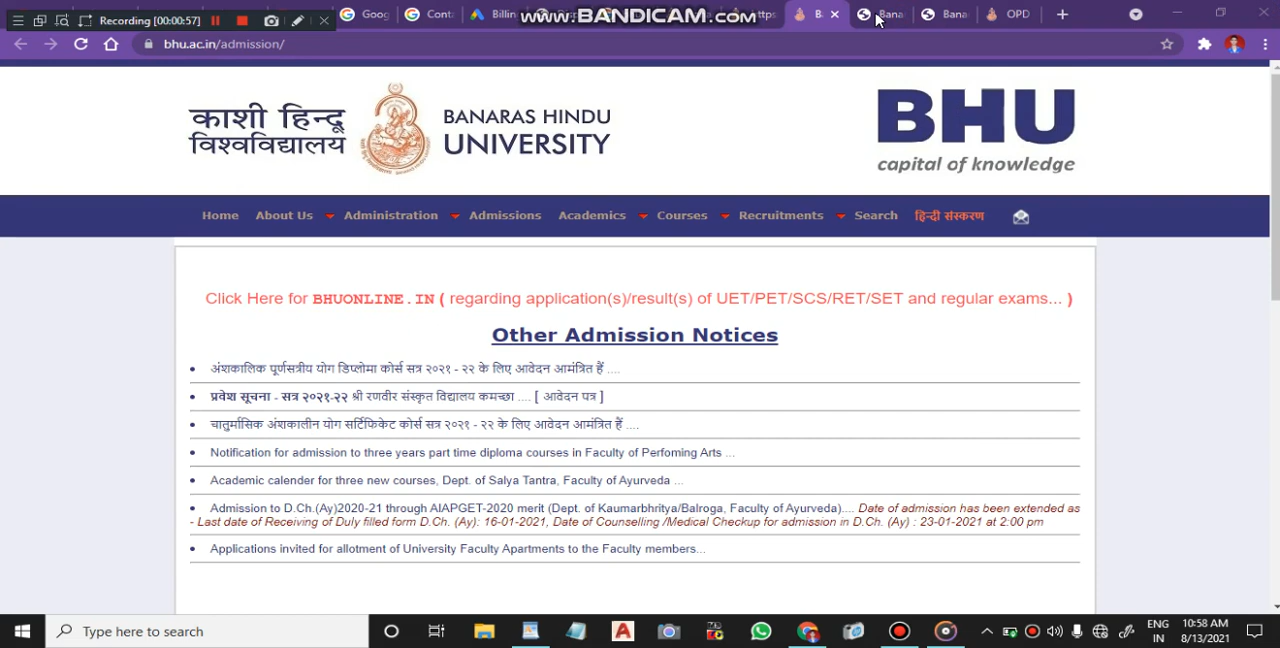 Recording [00:00:57]
Goog
Cont
Billin
www.BANDICAM.com
https
B
Bana
Bana
OPD
bhu.ac.in/admission/
काशी हिन्दू
विश्वविद्यालय
BANARAS HINDU
UNIVERSITY
BHU
capital of knowledge
Home About Us Administration Admissions Academics Courses Recruitments Search हिन्दी संस्करण
Click Here for BHUONLINE.IN ( regarding application(s)/result(s) of UET/PET/SCS/RET/SET and regular exams... )
Other Admission Notices
अंशकालिक पूर्णसत्रीय योग डिप्लोमा कोर्स सत्र २०२१ - २२ के लिए आवेदन आमंत्रित हैं ....
प्रवेश सूचना - सत्र २०२१-२२ श्री रणवीर संस्कृत विद्यालय कमच्छा .... [ आवेदन पत्र ]
चातुर्मासिक अंशकालीन योग सर्टिफिकेट कोर्स सत्र २०२१ - २२ के लिए आवेदन आमंत्रित हैं ....
Notification for admission to three years part time diploma courses in Faculty of Perfoming Arts ...
Academic calender for three new courses, Dept. of Salya Tantra, Faculty of Ayurveda ...
Admission to D.Ch.(Ay)2020-21 through AIAPGET-2020 merit (Dept. of Kaumarbhritya/Balroga, Faculty of Ayurveda).... Date of admission has been extended as
- Last date of Receiving of Duly filled form D.Ch. (Ay): 16-01-2021, Date of Counselling /Medical Checkup for admission in D.Ch. (Ay) : 23-01-2021 at 2:00 pm
Applications invited for allotment of University Faculty Apartments to the Faculty members...
Type here to search
ENG
IN
10:58 AM
8/13/2021